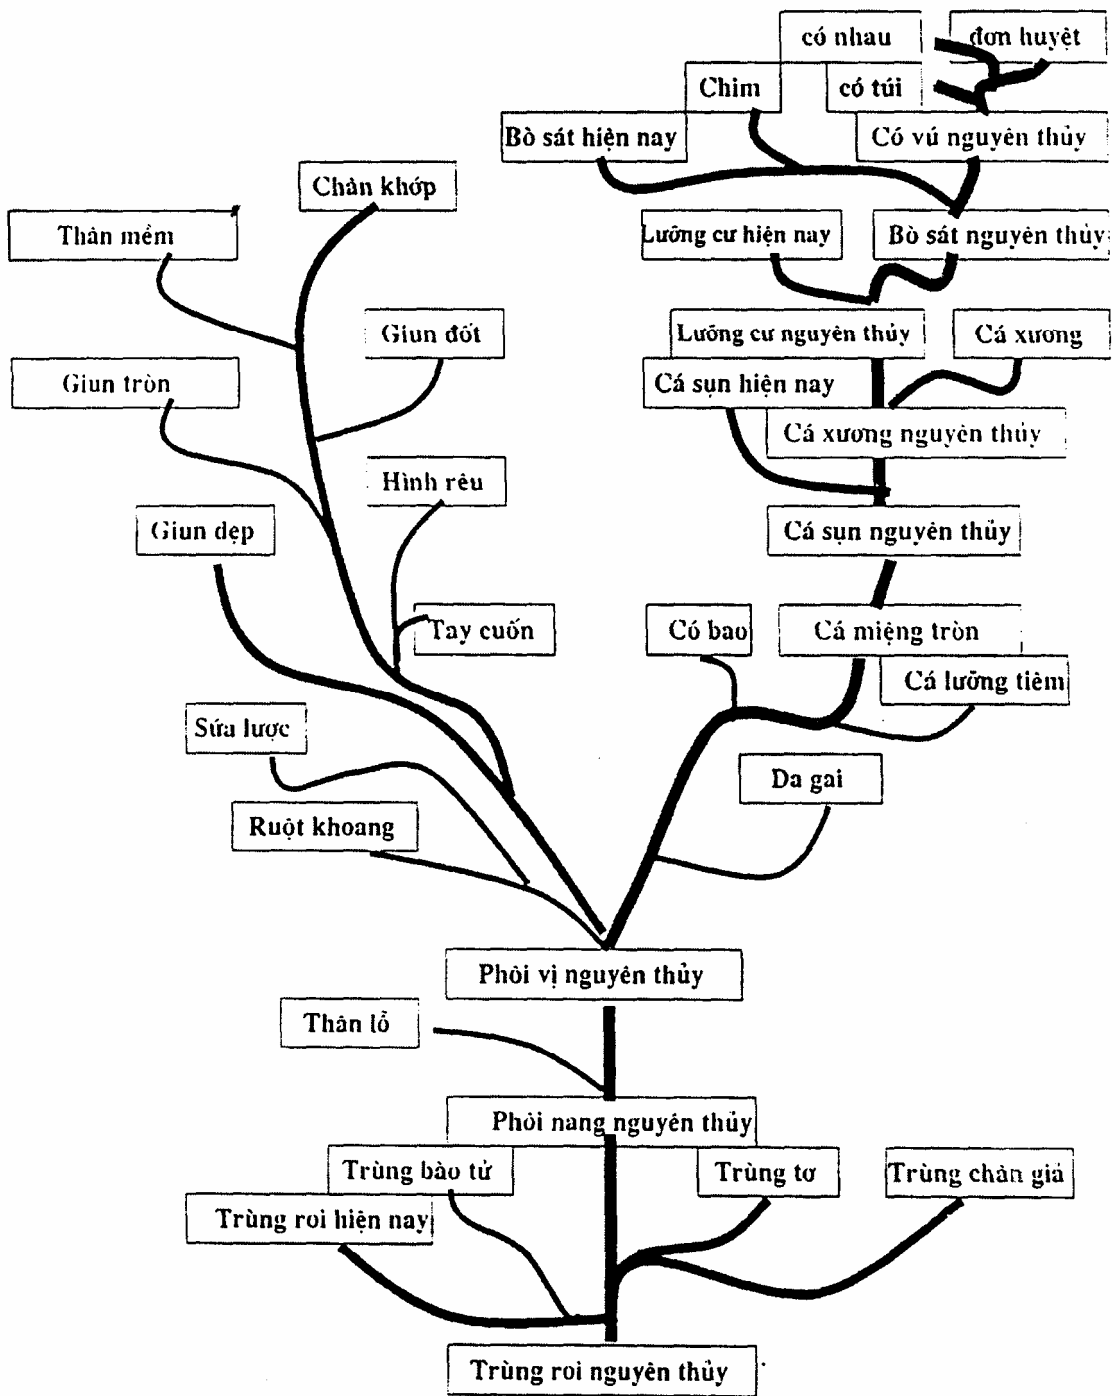 có nhau
đơn huyệt
Chim
có túi
Bò sát hiện nay
Có vú nguyên thủy
Chân khớp
Thân mềm
Lưỡng cư hiện nay
Bò sát nguyên thủy
Giun đốt
Lưỡng cư nguyên thủy
Cá xương
Giun tròn
Cá sụn hiện nay
Cá xương nguyên thủy
Hình rêu
Giun dẹp
Cá sụn nguyên thủy
Tay cuốn
Có bao
Cá miệng tròn
Cá lưỡng tiêm
Sứa lược
Da gai
Ruột khoang
Phôi vị nguyên thủy
Thân lỗ
Phôi nang nguyên thủy
Trùng bào tử
Trùng tơ
Trùng chân giả
Trùng roi hiện nay
Trùng roi nguyên thủy